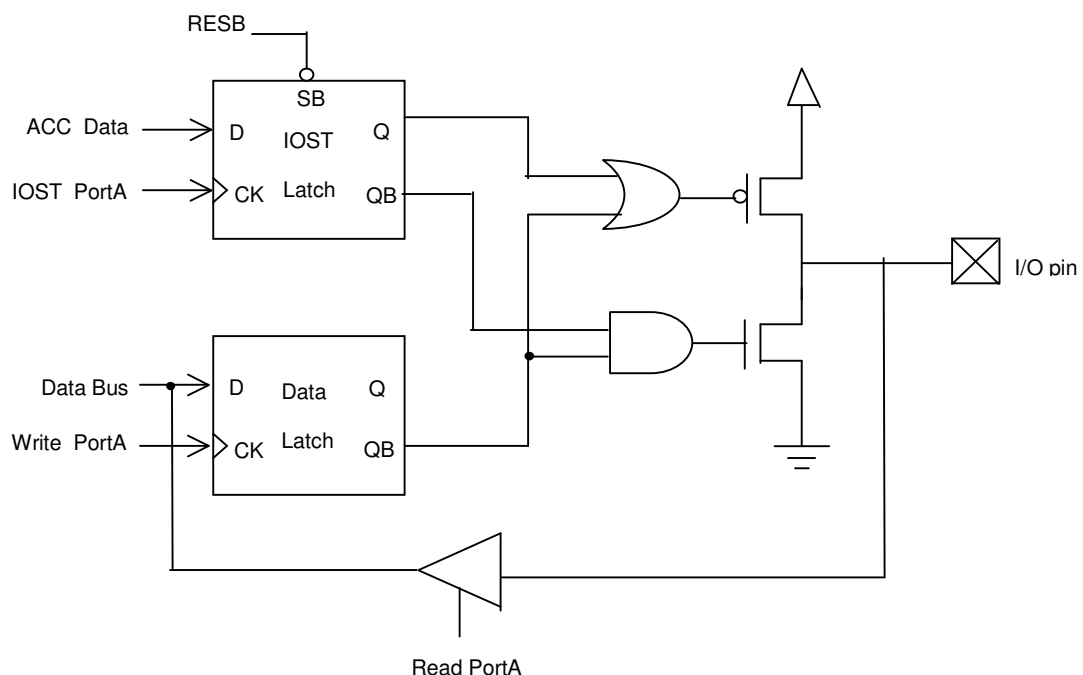 RESB
SB
ACC Data
D
IOST
Q
IOST PortA
CK
Latch
QB
I/O pin
Data Bus
D
Data
Q
Write PortA
CK
Latch
QB
Read PortA